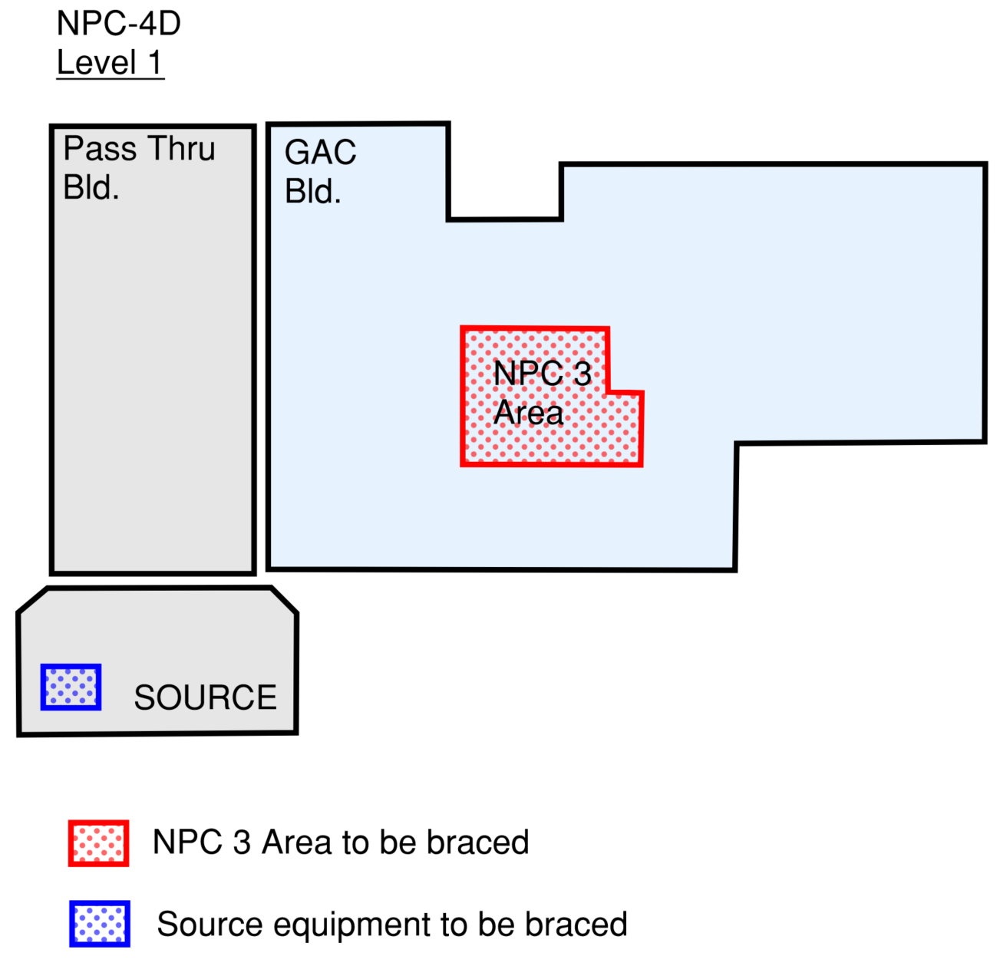 NPC-4D
Level 1
Pass Thru
Bld.
GAC
Bld.
NPC 3
Area
SOURCE
NPC 3 Area to be braced
Source equipment to be braced